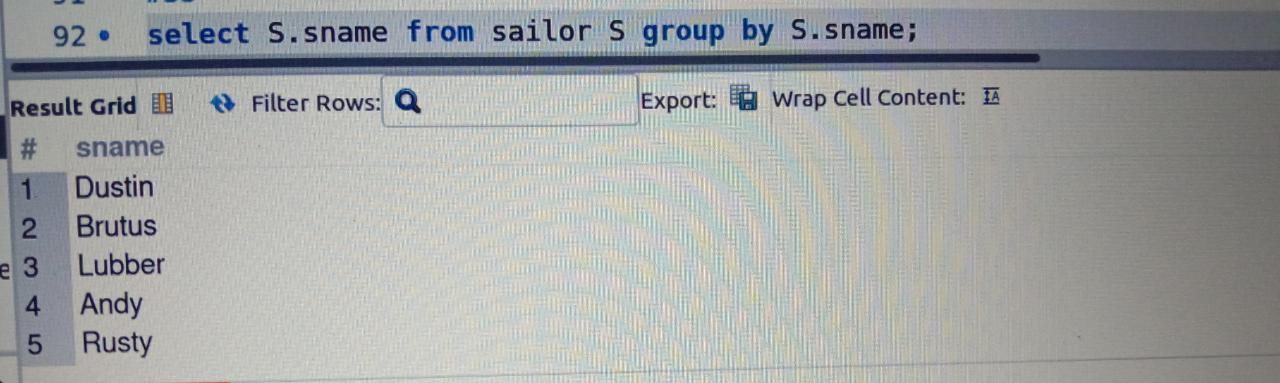 92 select S.sname from sailor S group by S.sname;
Result Grid Filter Rows: Export: Wrap Cell Content: IA
# sname
1 Dustin
2 Brutus
e 3 Lubber
4 Andy
5 Rusty